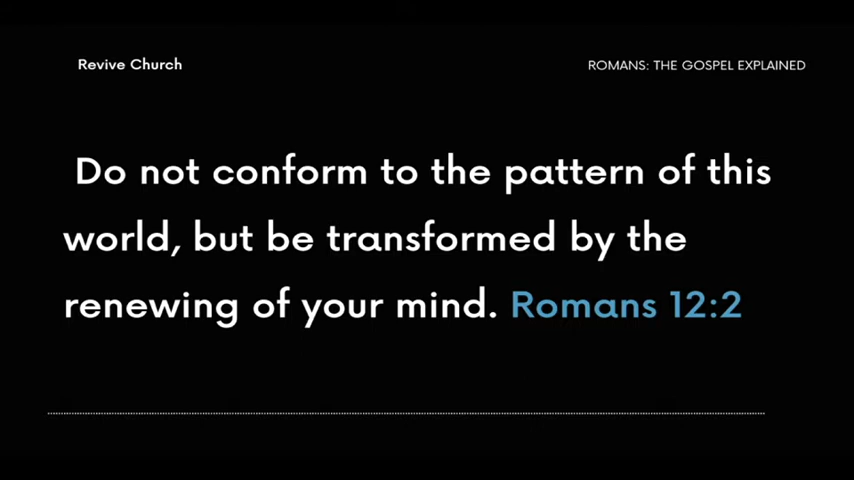 Revive Church
ROMANS: THE GOSPEL EXPLAINED
Do not conform to the pattern of this
world, but be transformed by the
renewing of your mind. Romans 12:2